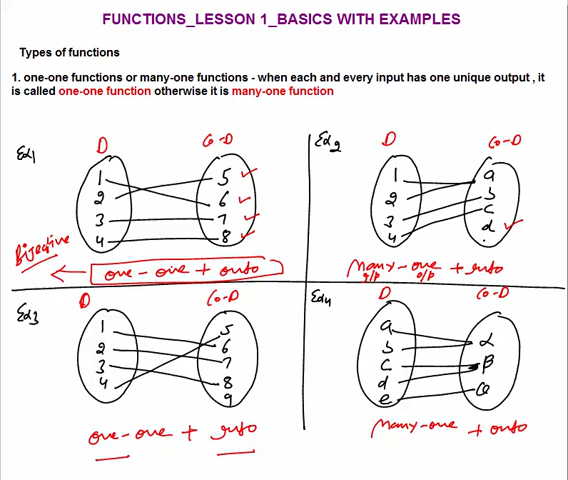 FUNCTIONS_LESSON 1_BASICS WITH EXAMPLES
Types of functions
1. one-one functions or many-one functions - when each and every input has one unique output , it
is called one-one function otherwise it is many-one function
Ex1
D
Co-D
1
2
3
4
5
6
7
8
Bijective
one-one + onto
Ex2
D
Co-D
1
2
3
4
a
b
c
d
many-one + into
i/p o/p
Ex3
D
Co-D
1
2
3
4
5
6
7
8
9
one-one + into
Ex4
D
Co-D
a
b
c
d
e
α
β
many-one + onto